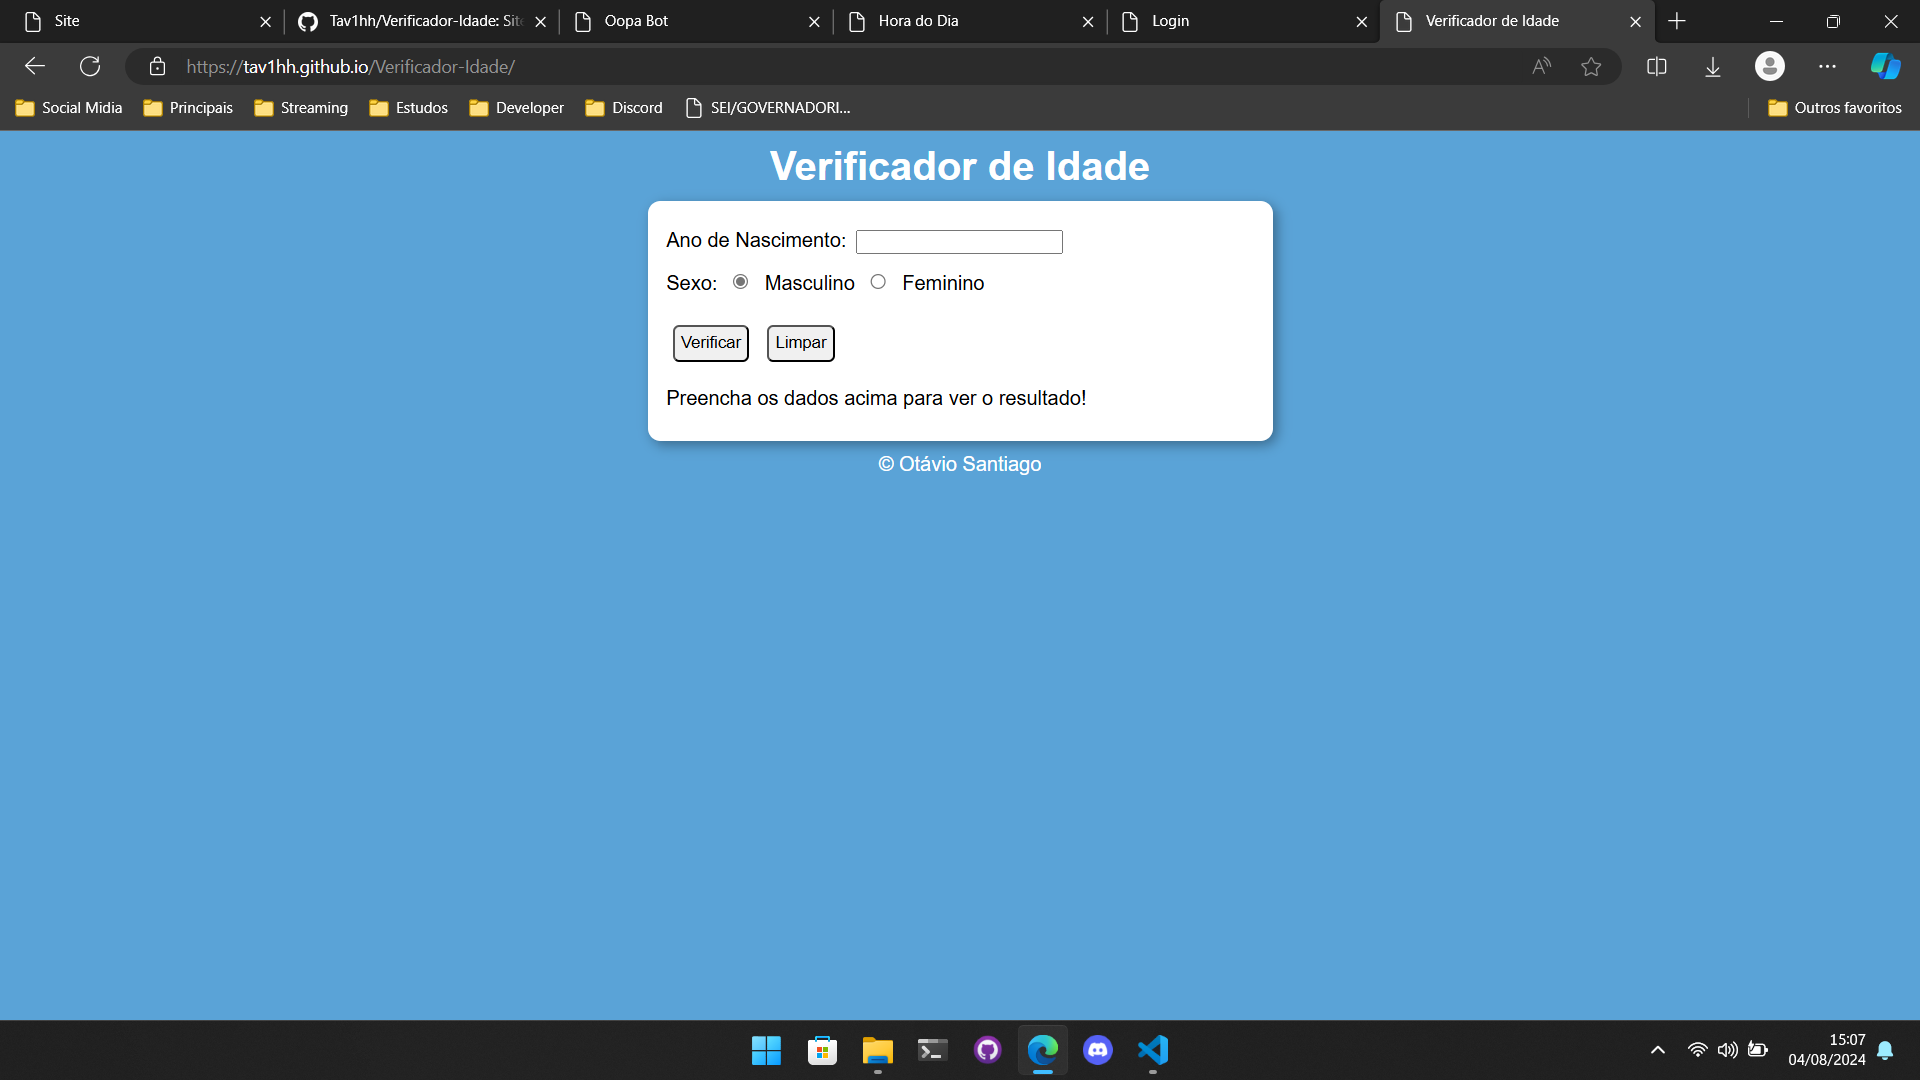 Site
Tav1hh/Verificador-Idade: Site
Oopa Bot
Hora do Dia
Login
Verificador de Idade
https://tav1hh.github.io/Verificador-Idade/
Social Midia
Principais
Streaming
Estudos
Developer
Discord
SEI/GOVERNADORI...
Outros favoritos
Verificador de Idade
Ano de Nascimento:
Sexo: Masculino Feminino
Verificar Limpar
Preencha os dados acima para ver o resultado!
© Otávio Santiago
15:07
04/08/2024